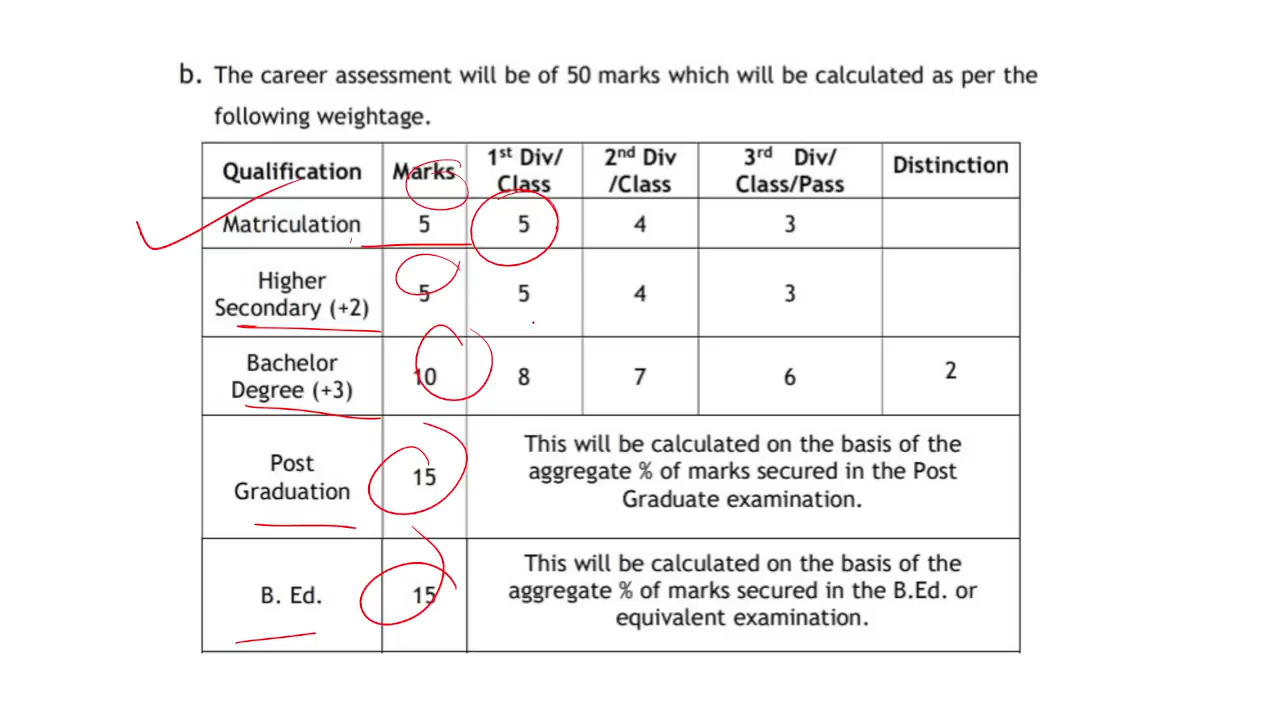 b. The career assessment will be of 50 marks which will be calculated as per the
following weightage.
Qualification Marks 1st Div/ Class 2nd Div /Class 3rd Div/ Class/Pass Distinction
Matriculation 5 5 4 3
Higher
Secondary (+2) 5 5 4 3
Bachelor
Degree (+3) 10 8 7 6 2
Post
Graduation 15
This will be calculated on the basis of the
aggregate % of marks secured in the Post
Graduate examination.
B. Ed. 15
This will be calculated on the basis of the
aggregate % of marks secured in the B.Ed. or
equivalent examination.